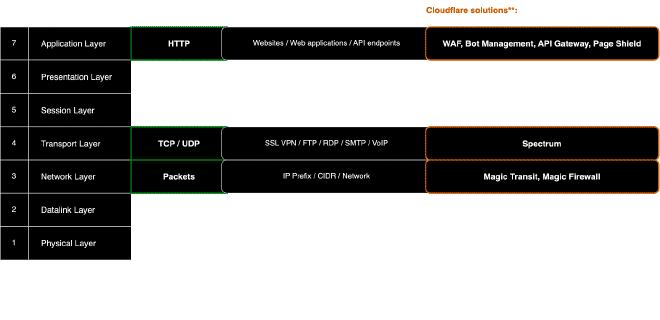 Cloudflare solutions**:
7 Application Layer HTTP Websites / Web applications / API endpoints WAF, Bot Management, API Gateway, Page Shield
6 Presentation Layer
5 Session Layer
4 Transport Layer TCP / UDP SSL VPN / FTP / RDP / SMTP / VoIP Spectrum
3 Network Layer Packets IP Prefix / CIDR / Network Magic Transit, Magic Firewall
2 Datalink Layer
1 Physical Layer